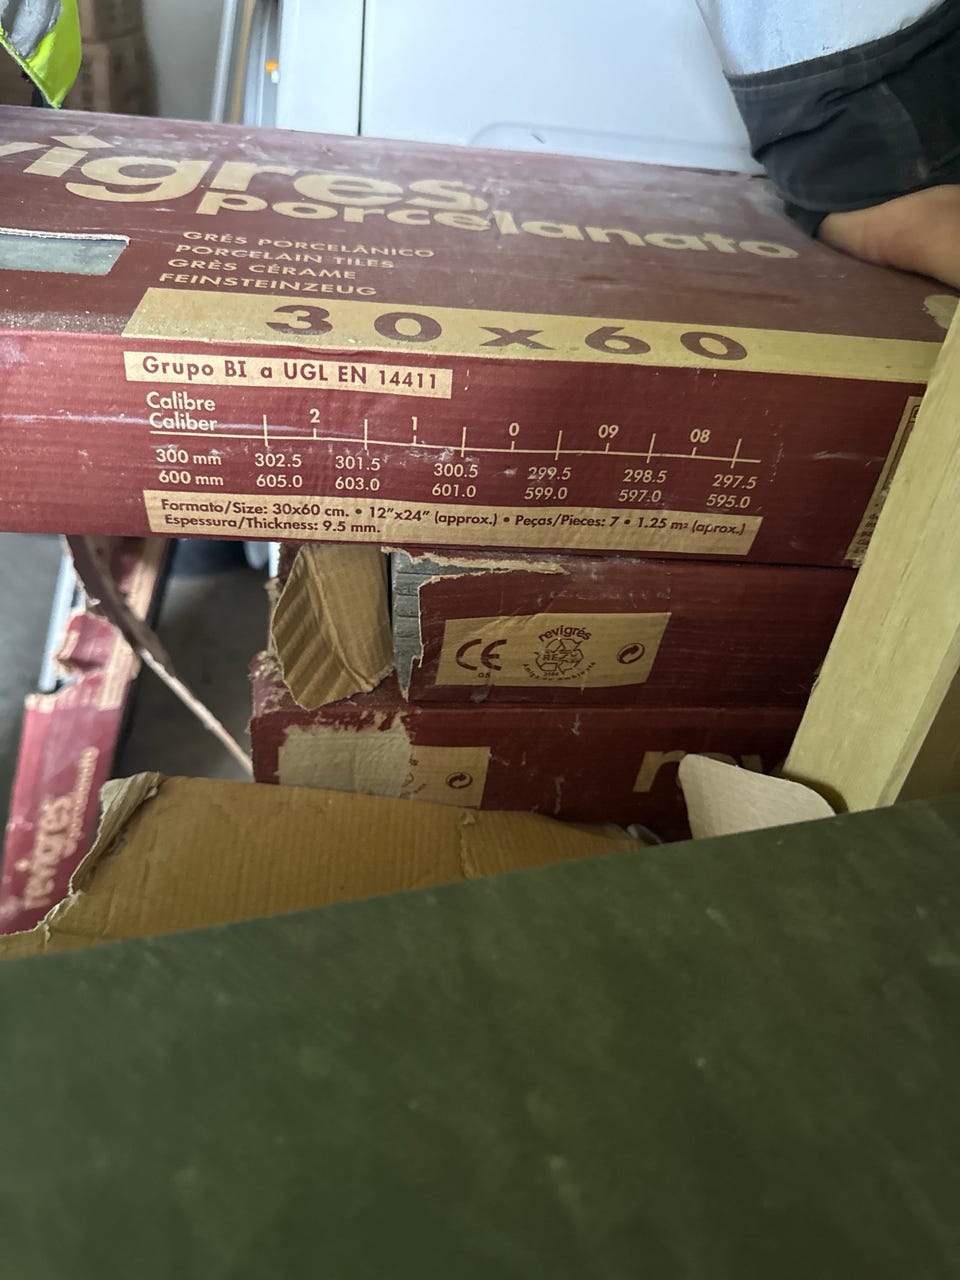 vigres
porcelanato
GRÉS PORCELÂNICO
PORCELAIN TILES
GRÈS CÉRAME
FEINSTEINZEUG
30x60
Grupo BI a UGL EN 14411
Calibre
Caliber
2 1 0 09 08
300 mm 302.5 301.5 300.5 299.5 298.5 297.5
600 mm 605.0 603.0 601.0 599.0 597.0 595.0
Formato/Size: 30x60 cm. • 12"x24" (approx.) • Peças/Pieces: 7 • 1.25 m² (aprox.)
Espessura/Thickness: 9.5 mm.
CE
05
revigrés
revigres